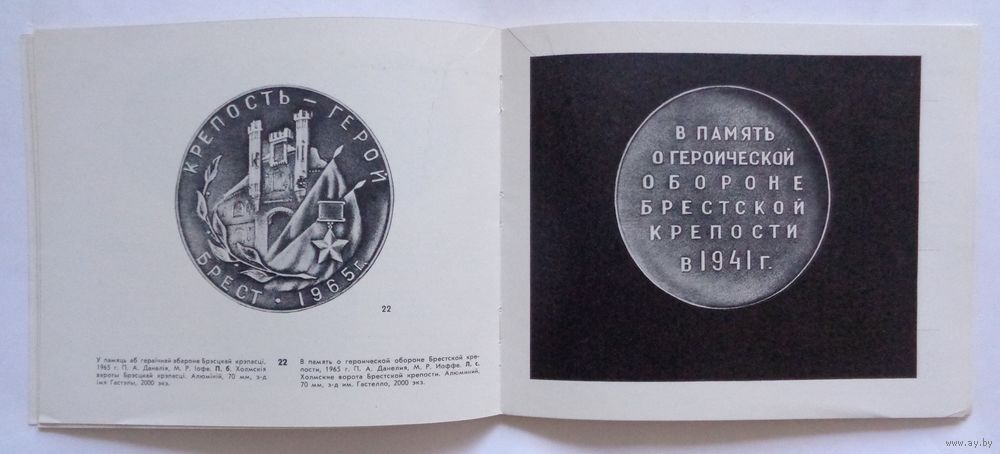 КРЕПОСТЬ – ГЕРОЙ
БРЕСТ · 1965 г.
22
У памяць аб гераічнай абароне Брэсцкай крэпасці,
1965 г. П. А. Данелія, М. Р. Іофе. П. б. Холмскія
вароты Брэсцкай крэпасці. Алюміній, 70 мм, з-д
імя Гастэлы, 2000 экз.
22
В память о героической обороне Брестской кре-
пости, 1965 г. П. А. Данелия, М. Р. Иоффе. Л. с.
Холмские ворота Брестской крепости. Алюминий,
70 мм, з-д им. Гастелло, 2000 экз.
В ПАМЯТЬ
О ГЕРОИЧЕСКОЙ
ОБОРОНЕ
БРЕСТСКОЙ
КРЕПОСТИ
В 1941 Г.
www.ay.by